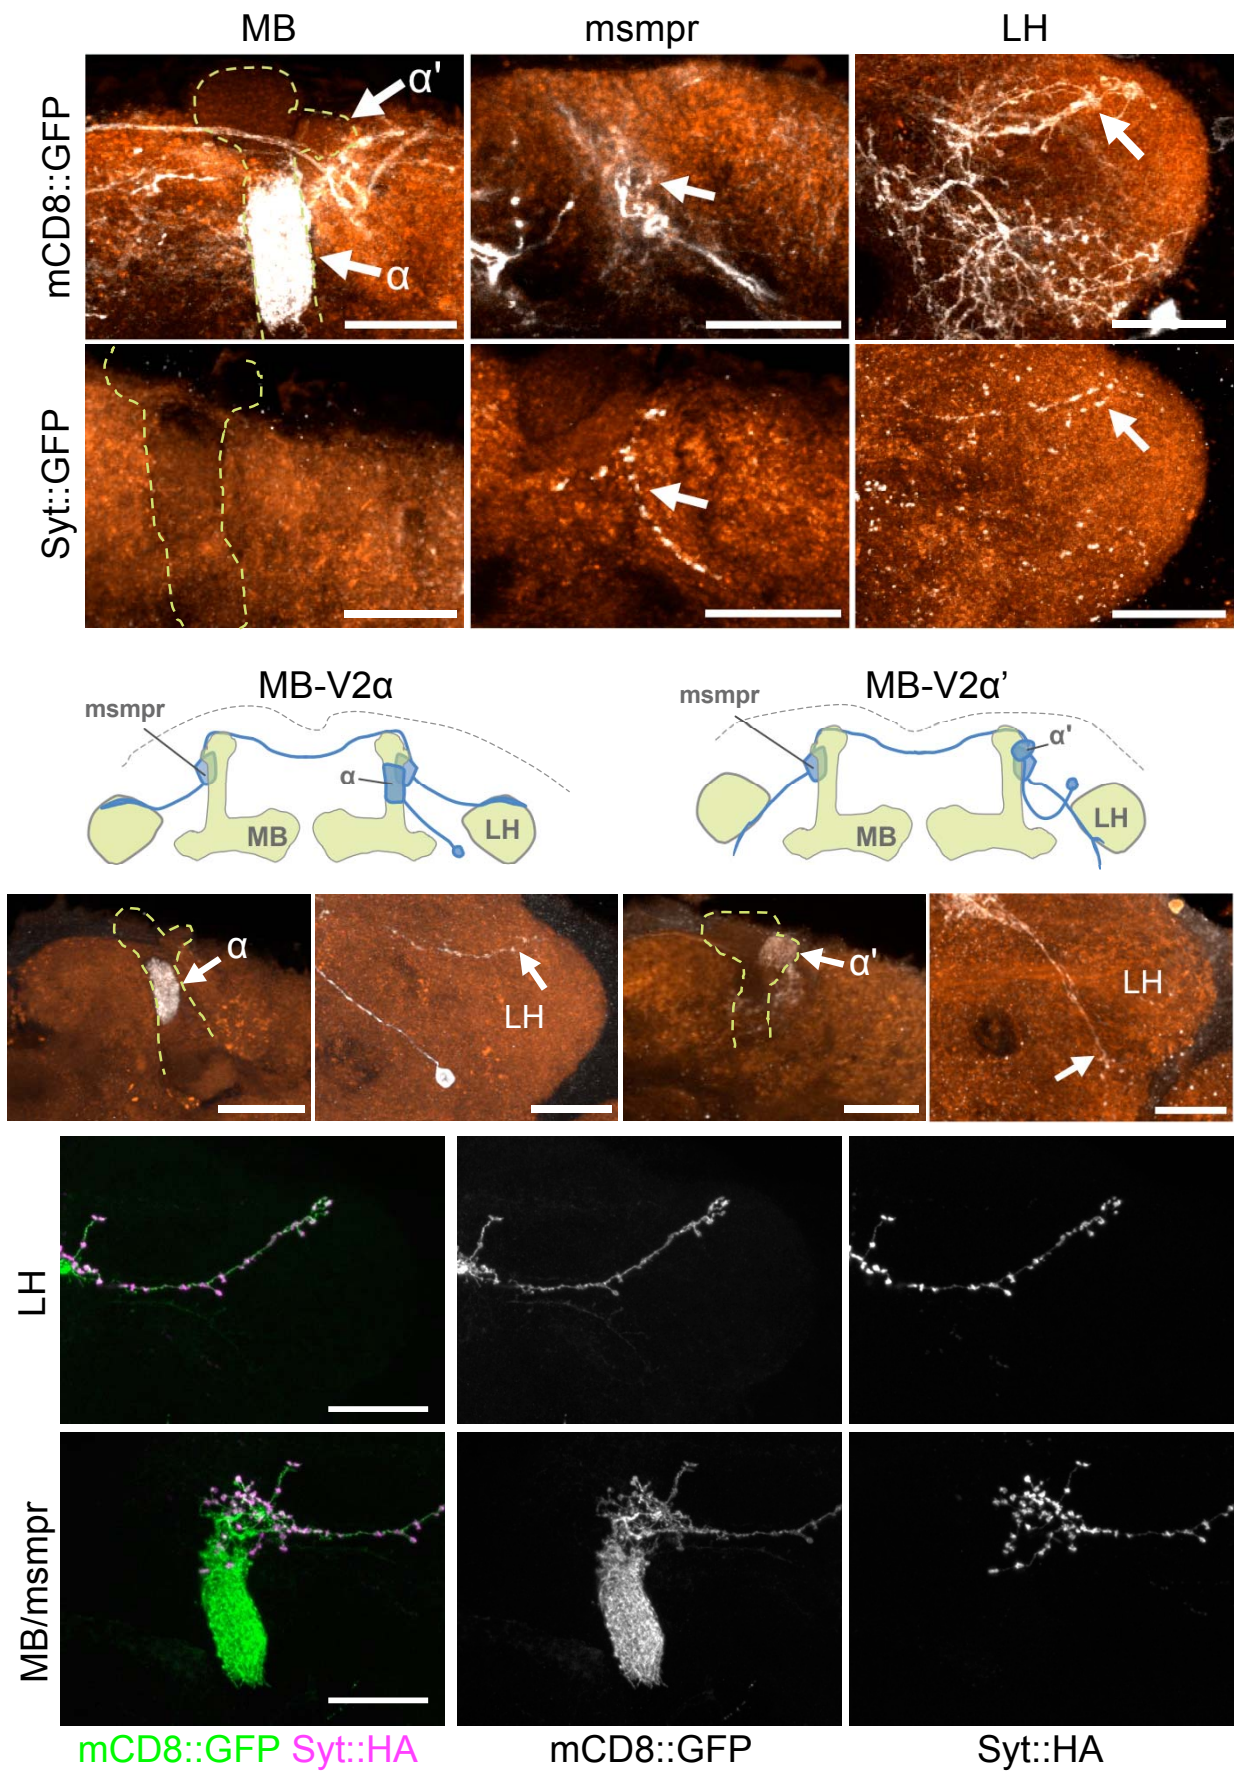 MB msmpr LH
mCD8::GFP
α'
α
Syt::GFP
MB-V2α MB-V2α’
msmpr
α
MB
LH
msmpr
α'
MB
LH
α
LH
α'
LH
LH
MB/msmpr
mCD8::GFP Syt::HA mCD8::GFP Syt::HA